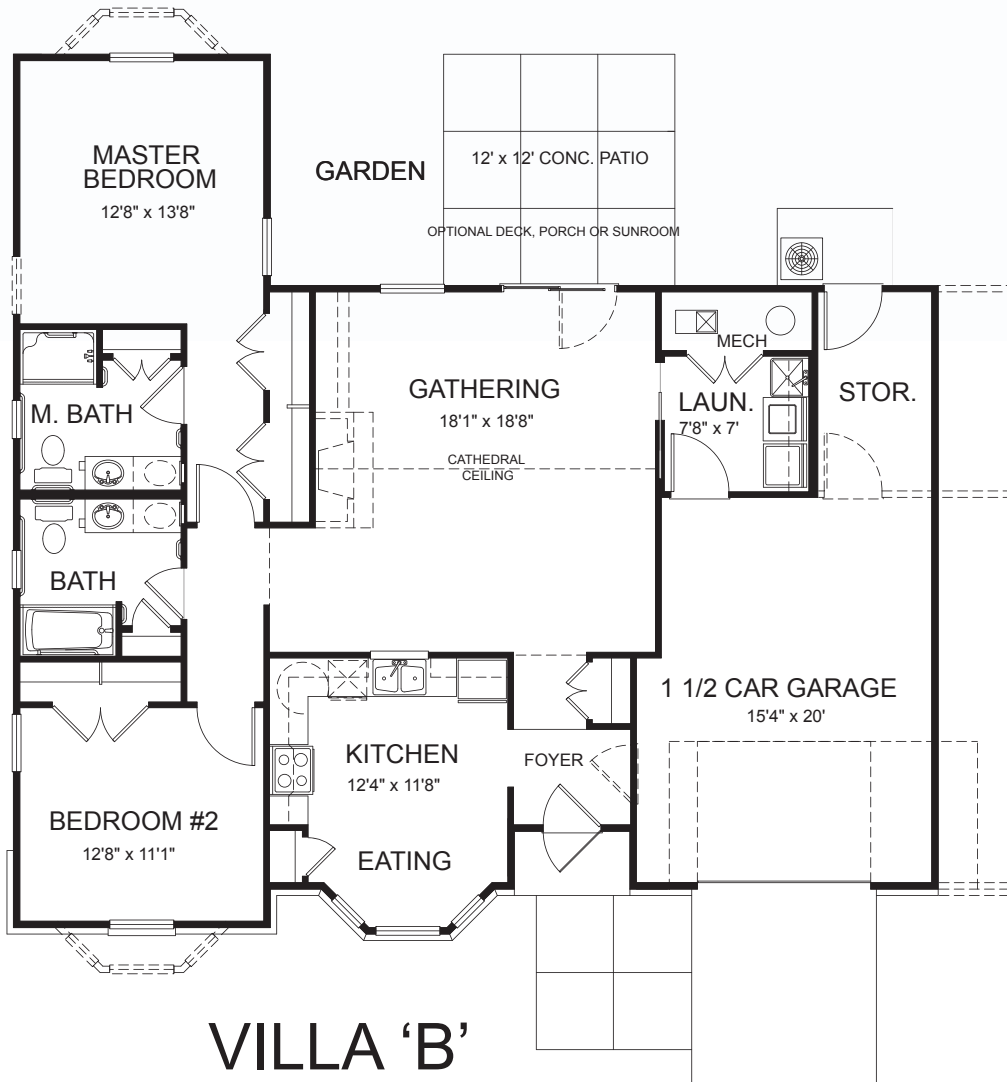 MASTER
BEDROOM
12'8" x 13'8"
GARDEN
12' x 12' CONC. PATIO
OPTIONAL DECK, PORCH OR SUNROOM
MECH
GATHERING
18'1" x 18'8"
CATHEDRAL
CEILING
LAUN.
7'8" x 7'
STOR.
M. BATH
BATH
1 1/2 CAR GARAGE
15'4" x 20'
KITCHEN
12'4" x 11'8"
FOYER
BEDROOM #2
12'8" x 11'1"
EATING
VILLA ‘B’